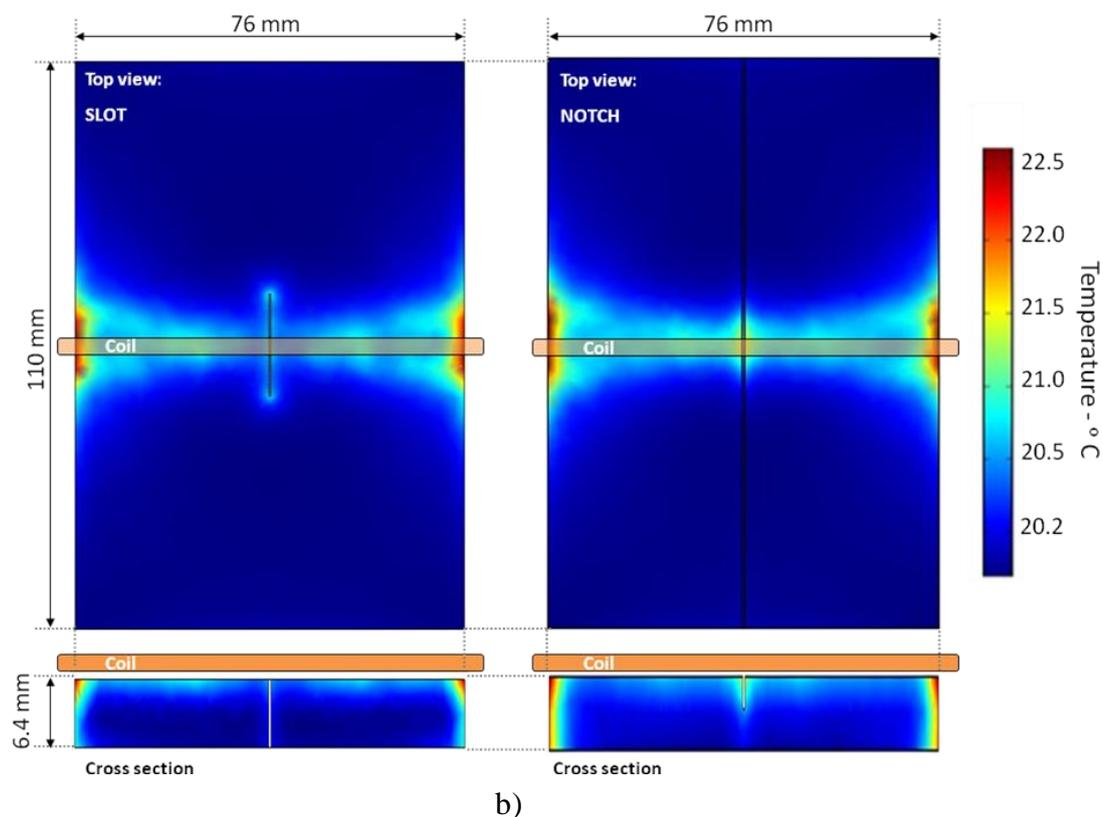 76 mm
76 mm
Top view:
SLOT
Top view:
NOTCH
22.5
22.0
21.5
21.0
20.5
20.2
Temperature - º C
110 mm
Coil
Coil
Coil
Coil
6.4 mm
Cross section
Cross section
b)